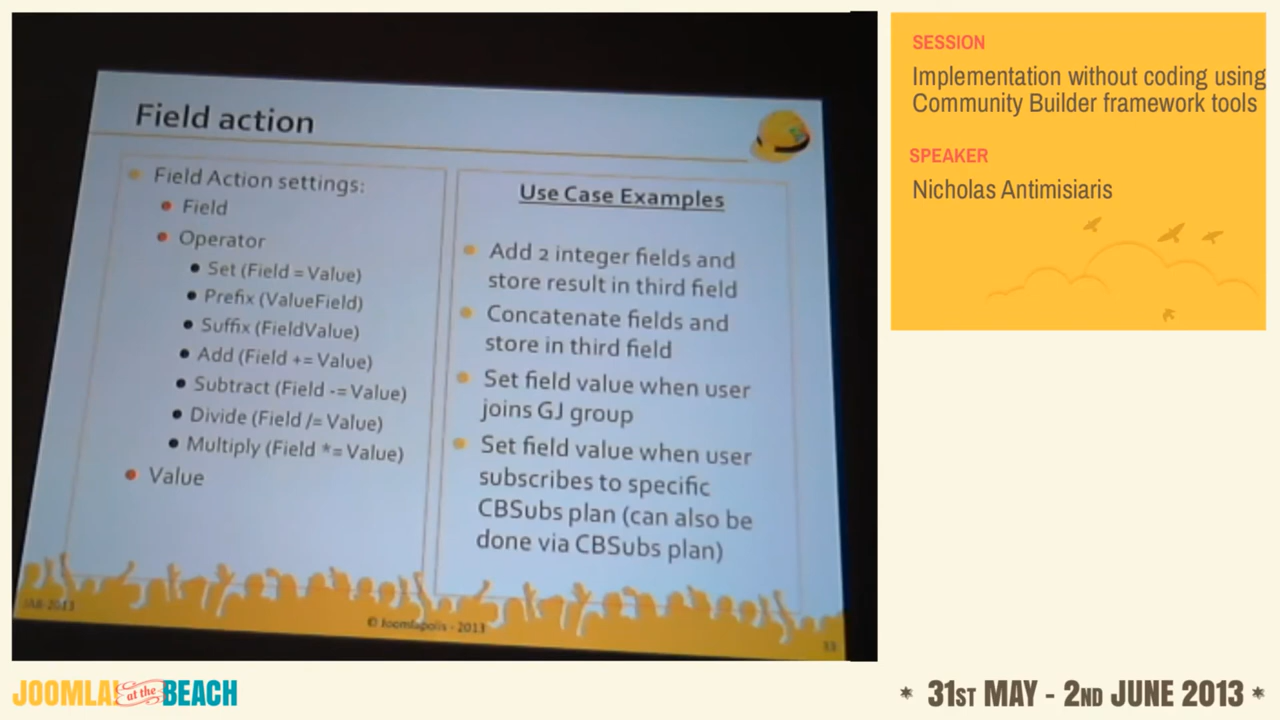 Field action
Field Action settings:
Field
Operator
Set (Field = Value)
Prefix (ValueField)
Suffix (FieldValue)
Add (Field += Value)
Subtract (Field -= Value)
Divide (Field /= Value)
Multiply (Field *= Value)
Value
Use Case Examples
Add 2 integer fields and
store result in third field
Concatenate fields and
store in third field
Set field value when user
joins GJ group
Set field value when user
subscribes to specific
CBSubs plan (can also be
done via CBSubs plan)
JAB-2013
© Joomlapolis - 2013
33
SESSION
Implementation without coding using
Community Builder framework tools
SPEAKER
Nicholas Antimisiaris
JOOMLA! at the BEACH
* 31ST MAY - 2ND JUNE 2013 *